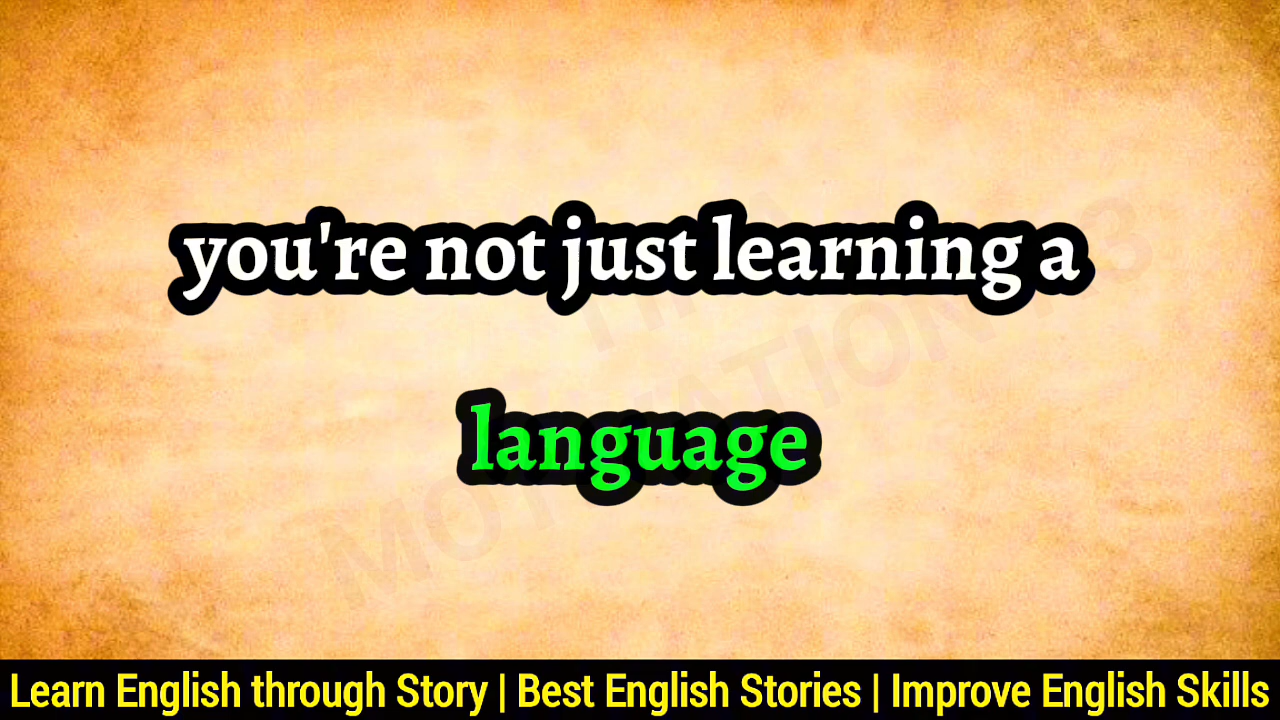 you're not just learning a
language
Learn English through Story | Best English Stories | Improve English Skills